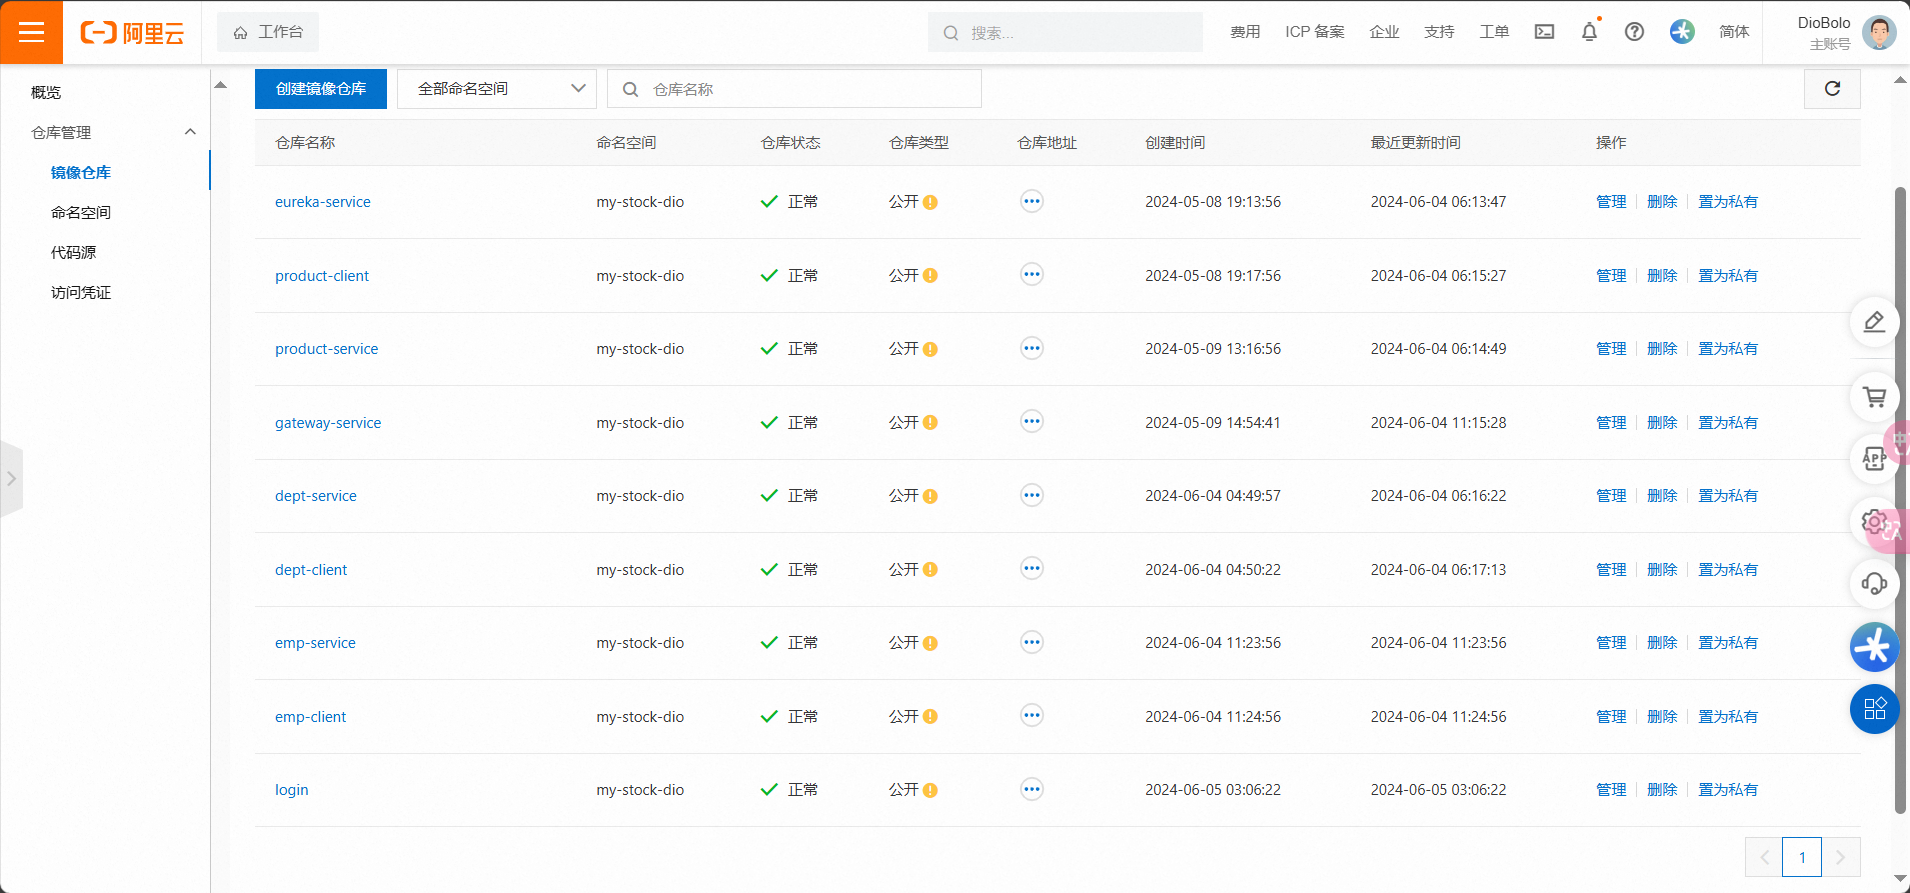 阿里云
工作台
搜索...
费用
ICP 备案
企业
支持
工单
简体
DioBolo
主账号
概览
仓库管理
镜像仓库
命名空间
代码源
访问凭证
创建镜像仓库
全部命名空间
仓库名称
仓库名称 命名空间 仓库状态 仓库类型 仓库地址 创建时间 最近更新时间 操作
eureka-service my-stock-dio 正常 公开 2024-05-08 19:13:56 2024-06-04 06:13:47 管理 删除 置为私有
product-client my-stock-dio 正常 公开 2024-05-08 19:17:56 2024-06-04 06:15:27 管理 删除 置为私有
product-service my-stock-dio 正常 公开 2024-05-09 13:16:56 2024-06-04 06:14:49 管理 删除 置为私有
gateway-service my-stock-dio 正常 公开 2024-05-09 14:54:41 2024-06-04 11:15:28 管理 删除 置为私有
dept-service my-stock-dio 正常 公开 2024-06-04 04:49:57 2024-06-04 06:16:22 管理 删除 置为私有
dept-client my-stock-dio 正常 公开 2024-06-04 04:50:22 2024-06-04 06:17:13 管理 删除 置为私有
emp-service my-stock-dio 正常 公开 2024-06-04 11:23:56 2024-06-04 11:23:56 管理 删除 置为私有
emp-client my-stock-dio 正常 公开 2024-06-04 11:24:56 2024-06-04 11:24:56 管理 删除 置为私有
login my-stock-dio 正常 公开 2024-06-05 03:06:22 2024-06-05 03:06:22 管理 删除 置为私有
APP
1